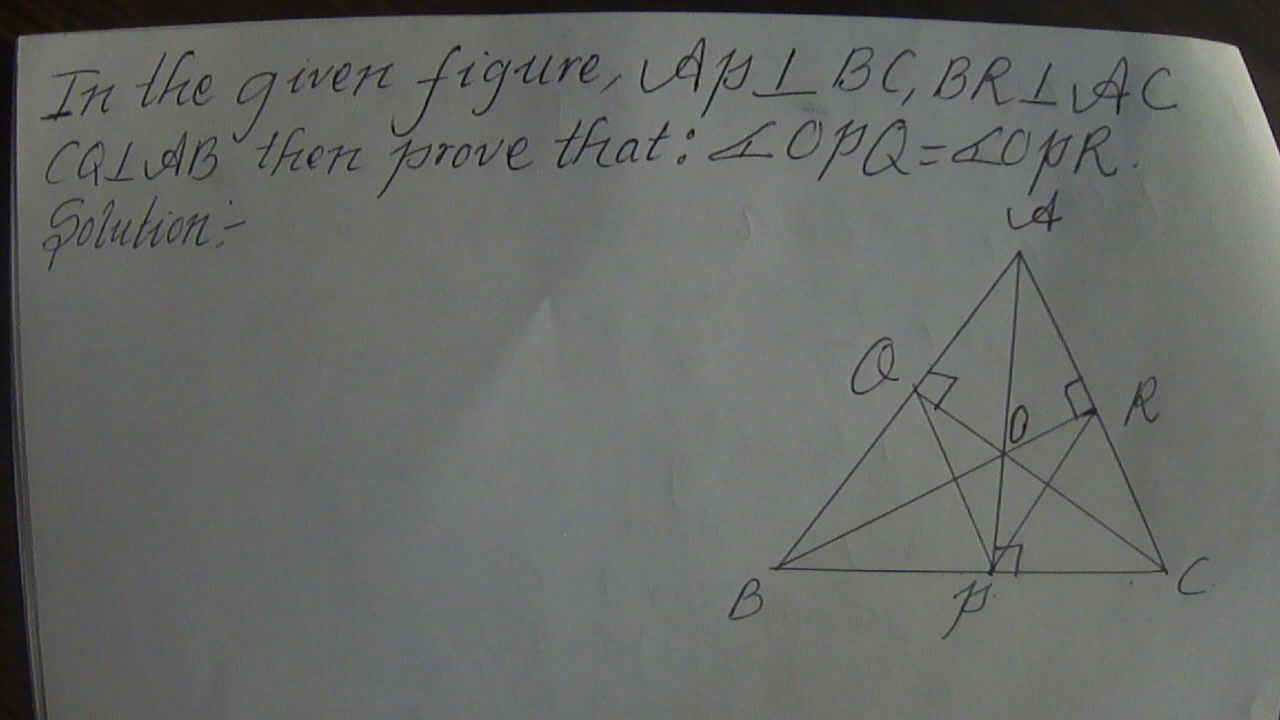 In the given figure, AP⊥BC, BR⊥AC
CQ⊥AB then prove that: ∠OPQ=∠OPR.
Solution:-
A
Q
R
O
B
P
C